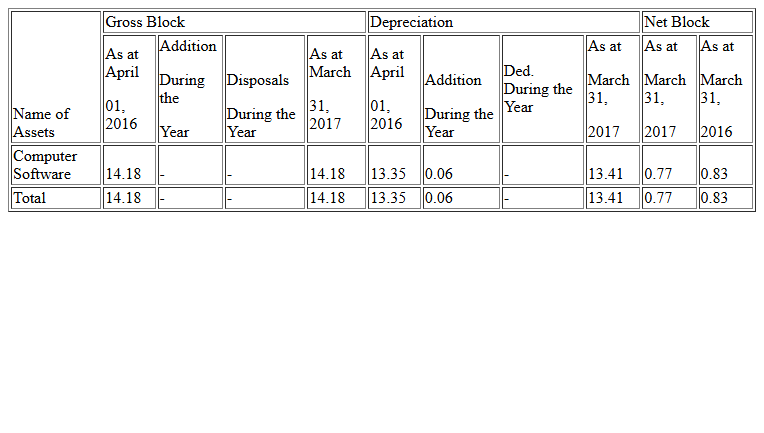 Name of Assets Gross Block Depreciation Net Block
As at April 01, 2016 Addition During the Year Disposals During the Year As at March 31, 2017 As at April 01, 2016 Addition During the Year Ded. During the Year As at March 31, 2017 As at March 31, 2017 As at March 31, 2016
Computer Software 14.18 - - 14.18 13.35 0.06 - 13.41 0.77 0.83
Total 14.18 - - 14.18 13.35 0.06 - 13.41 0.77 0.83